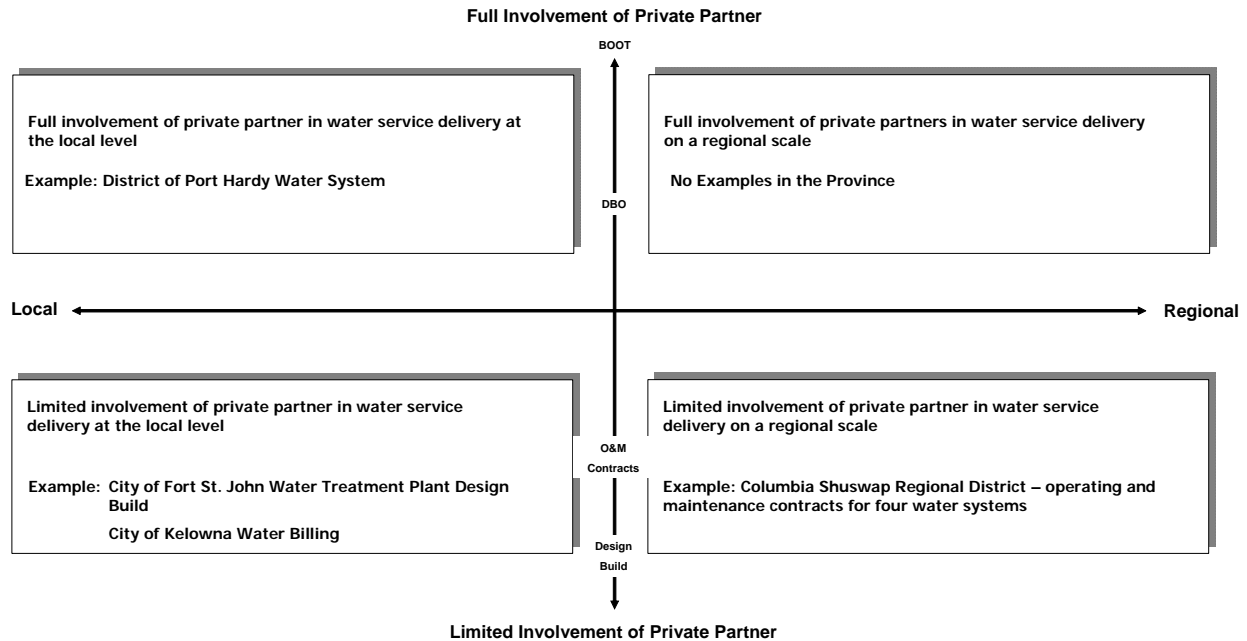 Full Involvement of Private Partner
BOOT
Full involvement of private partner in water service delivery at
the local level
Example: District of Port Hardy Water System
Full involvement of private partners in water service delivery
on a regional scale
No Examples in the Province
DBO
Local
Regional
Limited involvement of private partner in water service
delivery at the local level
Example: City of Fort St. John Water Treatment Plant Design
Build
City of Kelowna Water Billing
O&M
Contracts
Limited involvement of private partner in water service
delivery on a regional scale
Example: Columbia Shuswap Regional District – operating and
maintenance contracts for four water systems
Design
Build
Limited Involvement of Private Partner